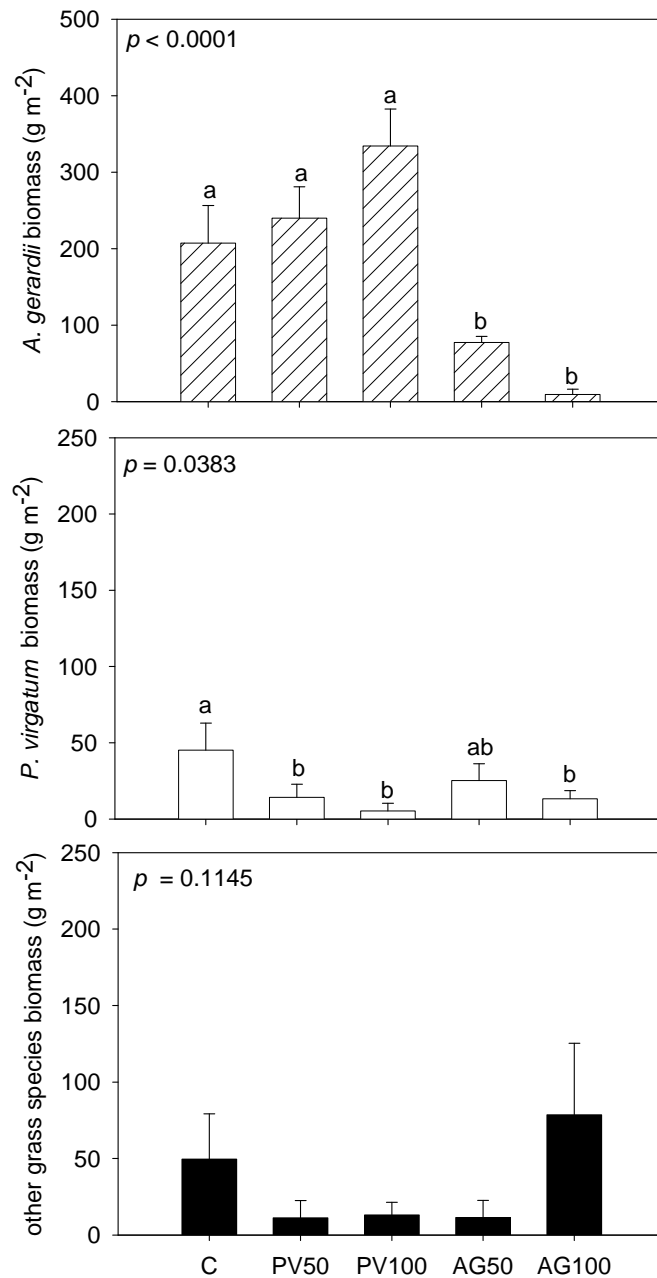 500
p < 0.0001
400
a
a
a
300
200
b
100
b
0
A. gerardii biomass (g m-2)
250
p = 0.0383
200
150
100
a
50
b
b
ab
b
0
P. virgatum biomass (g m-2)
250
p = 0.1145
200
150
100
50
0
other grass species biomass (g m-2)
C PV50 PV100 AG50 AG100